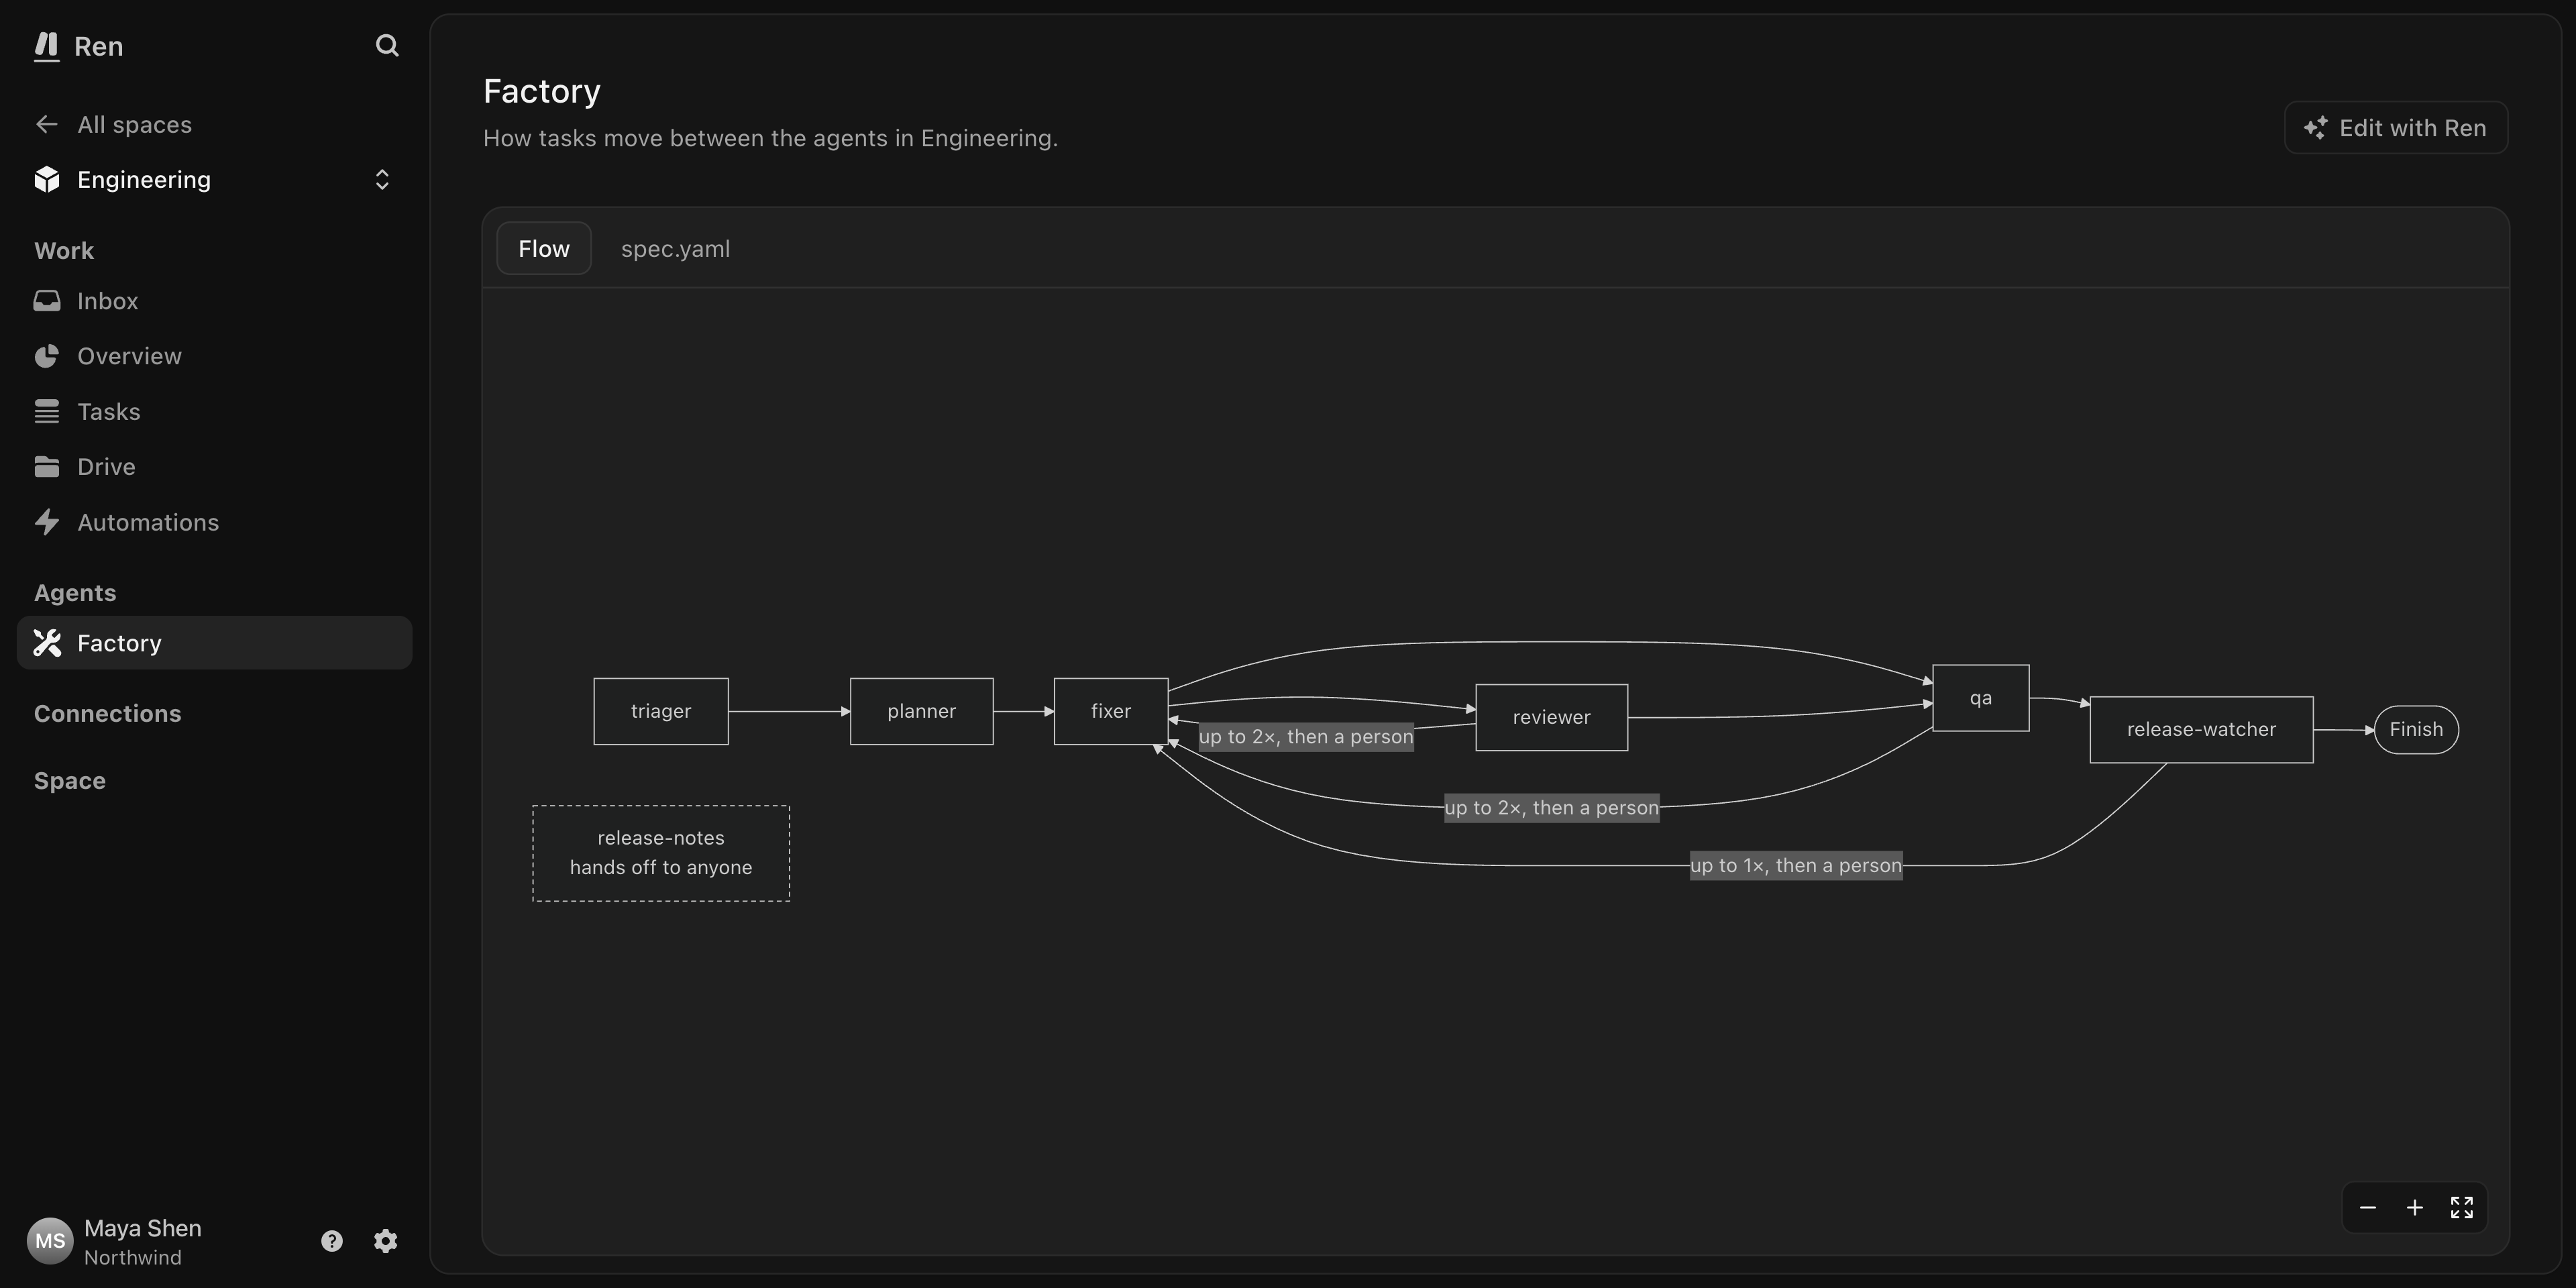 Ren
All spaces
Engineering
Work
Inbox
Overview
Tasks
Drive
Automations
Agents
Factory
Connections
Space
MS
Maya Shen
Northwind
?
Factory
How tasks move between the agents in Engineering.
Edit with Ren
Flow
spec.yaml
triager
planner
fixer
reviewer
qa
release-watcher
Finish
up to 2×, then a person
up to 2×, then a person
up to 1×, then a person
release-notes
hands off to anyone